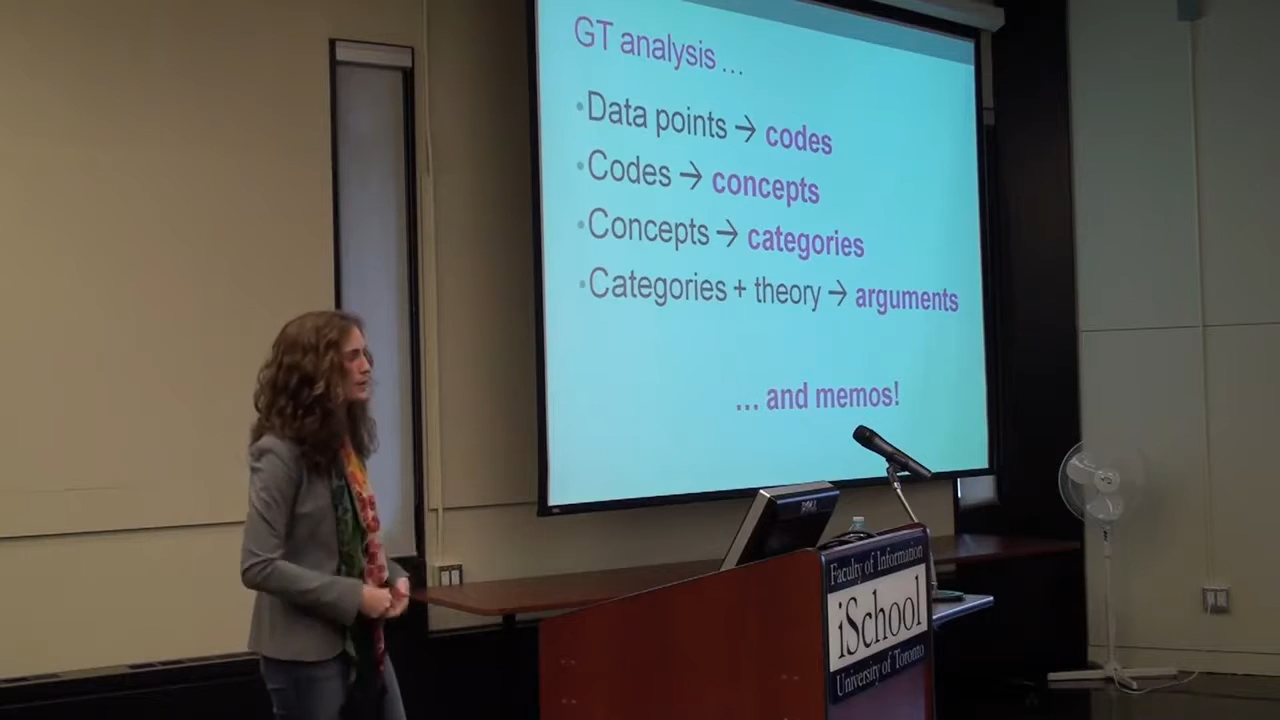 GT analysis ...
•Data points → codes
•Codes → concepts
•Concepts → categories
•Categories + theory → arguments
... and memos!
DELL
Faculty of Information
iSchool
University of Toronto